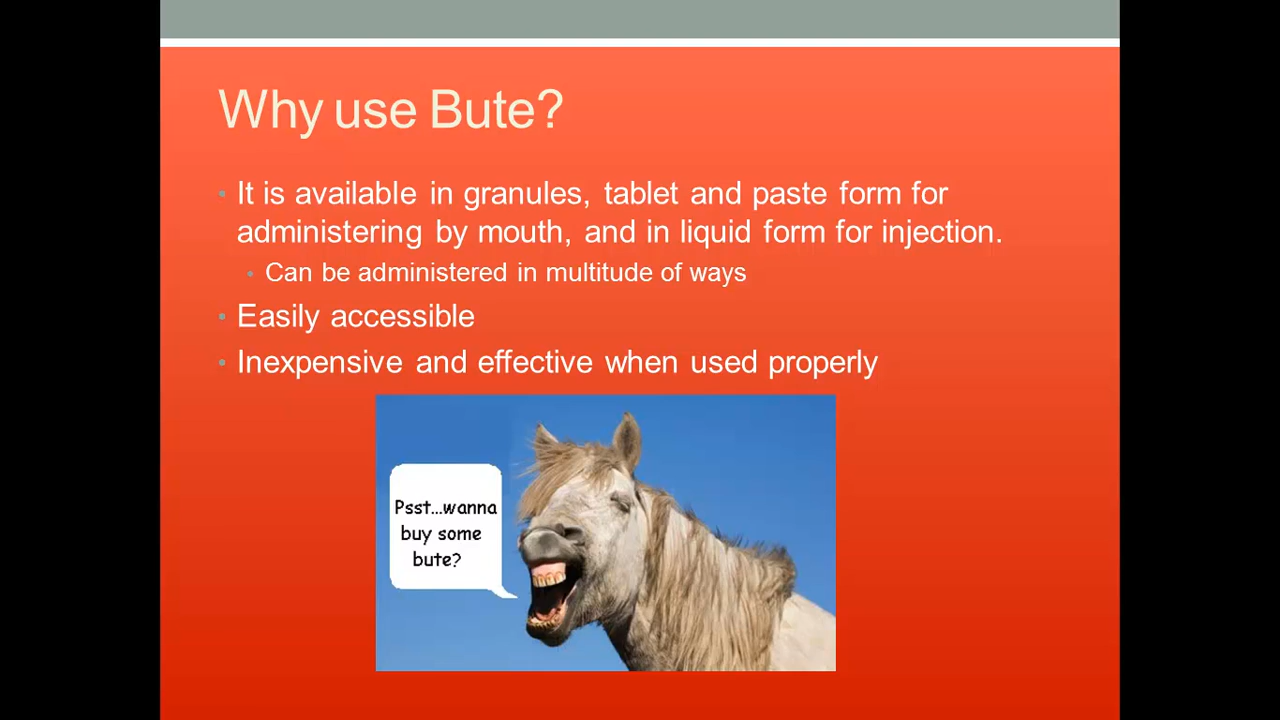 Why use Bute?
• It is available in granules, tablet and paste form for
administering by mouth, and in liquid form for injection.
• Can be administered in multitude of ways
• Easily accessible
• Inexpensive and effective when used properly
Psst...wanna
buy some
bute?